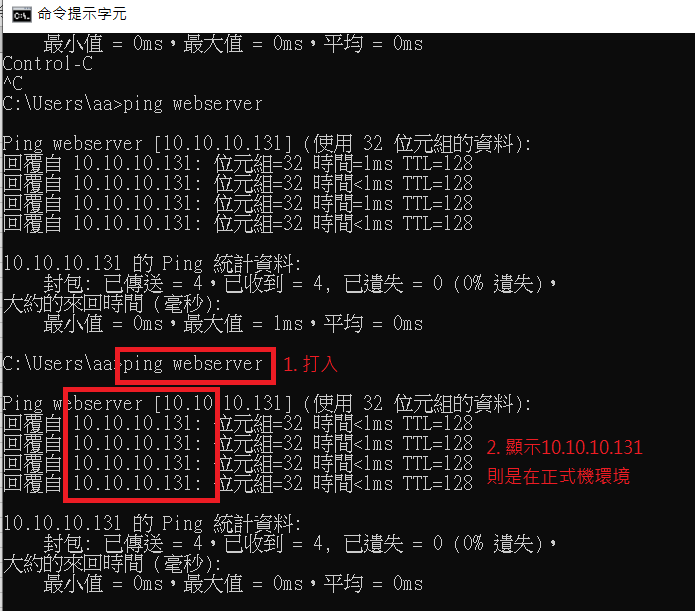 命令提示字元
最小值 = 0ms，最大值 = 0ms，平均 = 0ms
Control-C
^C
C:\Users\aa>ping webserver
Ping webserver [10.10.10.131] (使用 32 位元組的資料):
回覆自 10.10.10.131: 位元組=32 時間=1ms TTL=128
回覆自 10.10.10.131: 位元組=32 時間<1ms TTL=128
回覆自 10.10.10.131: 位元組=32 時間=1ms TTL=128
回覆自 10.10.10.131: 位元組=32 時間<1ms TTL=128
10.10.10.131 的 Ping 統計資料:
封包: 已傳送 = 4，已收到 = 4, 已遺失 = 0 (0% 遺失)，
大約的來回時間 (毫秒):
最小值 = 0ms，最大值 = 1ms，平均 = 0ms
C:\Users\aa>ping webserver 1. 打入
Ping webserver [10.10.10.131] (使用 32 位元組的資料):
回覆自 10.10.10.131: 位元組=32 時間<1ms TTL=128
回覆自 10.10.10.131: 位元組=32 時間<1ms TTL=128
回覆自 10.10.10.131: 位元組=32 時間<1ms TTL=128
回覆自 10.10.10.131: 位元組=32 時間<1ms TTL=128
2. 顯示10.10.10.131
則是在正式機環境
10.10.10.131 的 Ping 統計資料:
封包: 已傳送 = 4，已收到 = 4, 已遺失 = 0 (0% 遺失)，
大約的來回時間 (毫秒):
最小值 = 0ms，最大值 = 0ms，平均 = 0ms